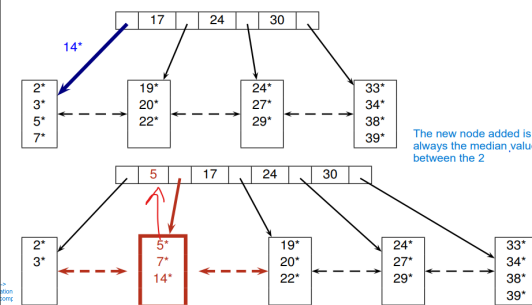 17 24 30
14*
2* 19* 24* 33*
3* 20* 27* 34*
5* 22* 29* 38*
7* 39*
The new node added is
always the median value
between the 2
5 17 24 30
2* 5* 19* 24* 33*
3* 7* 20* 27* 34*
14* 22* 29* 38*
39*